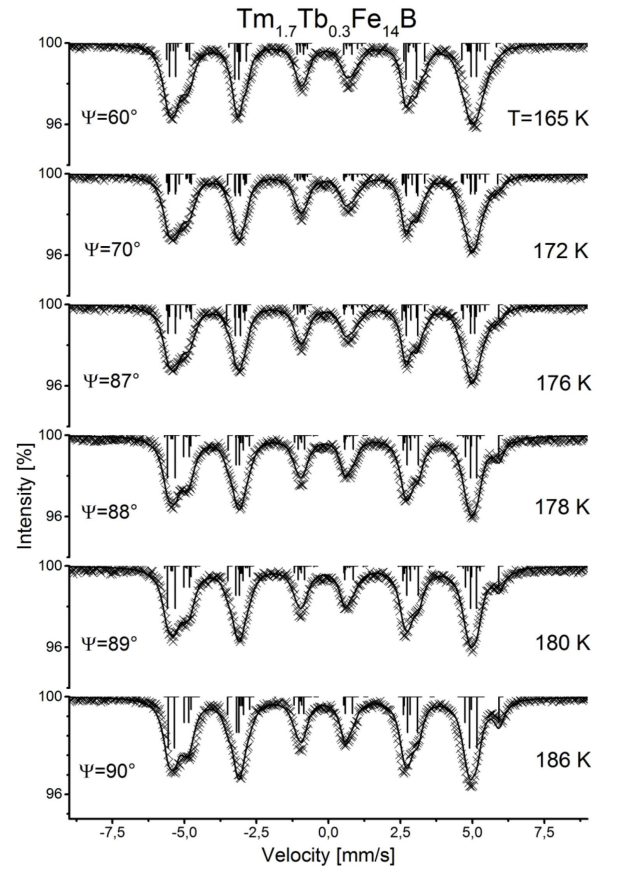 Tm1.7Tb0.3Fe14B
100
96
Ψ=60°
T=165 K
100
96
Ψ=70°
172 K
100
96
Ψ=87°
176 K
100
96
Ψ=88°
178 K
100
96
Ψ=89°
180 K
100
96
Ψ=90°
186 K
Intensity [%]
-7,5 -5,0 -2,5 0,0 2,5 5,0 7,5
Velocity [mm/s]